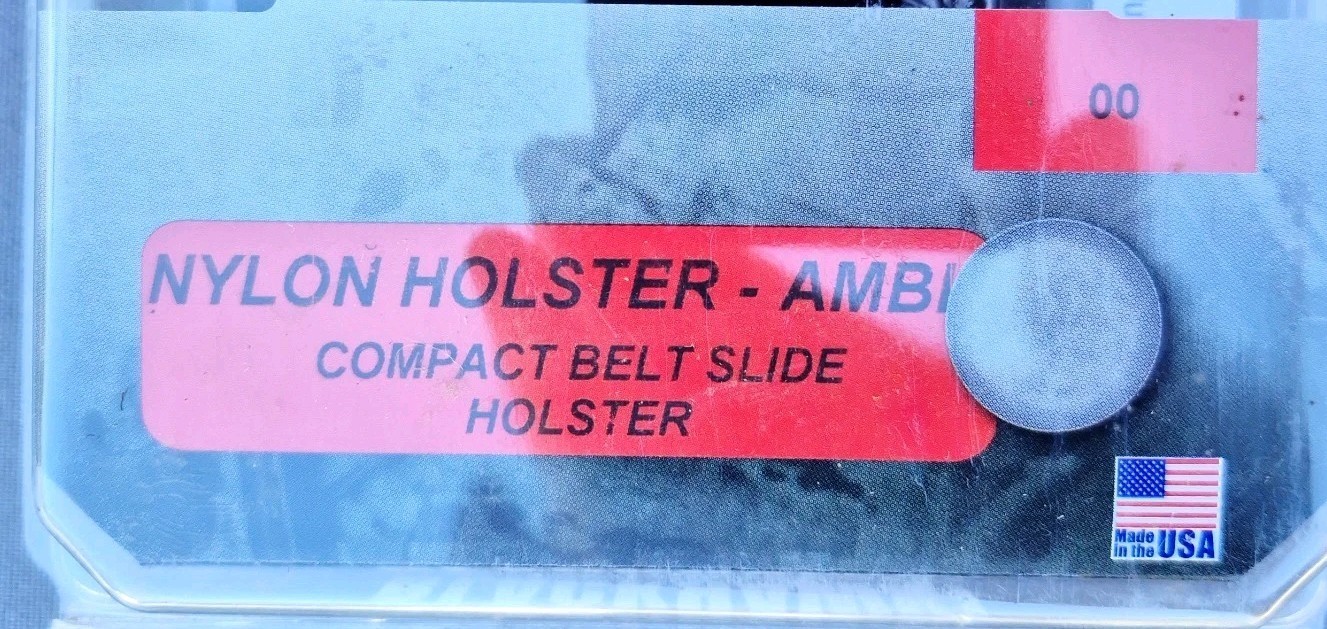 00
NYLON HOLSTER - AMBI
COMPACT BELT SLIDE
HOLSTER
Made
in the USA